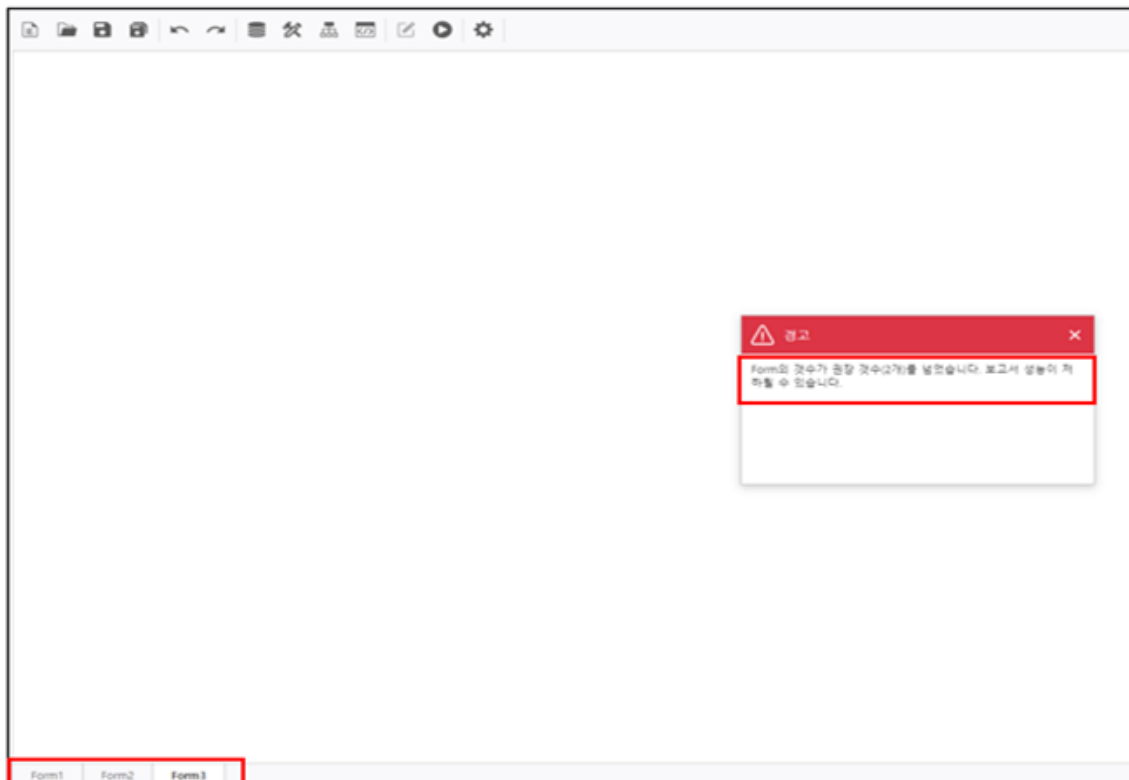 경고
Form의 갯수가 권장 갯수(2개)를 넘었습니다. 보고서 성능이 저
하될 수 있습니다.
Form1 Form2 Form3